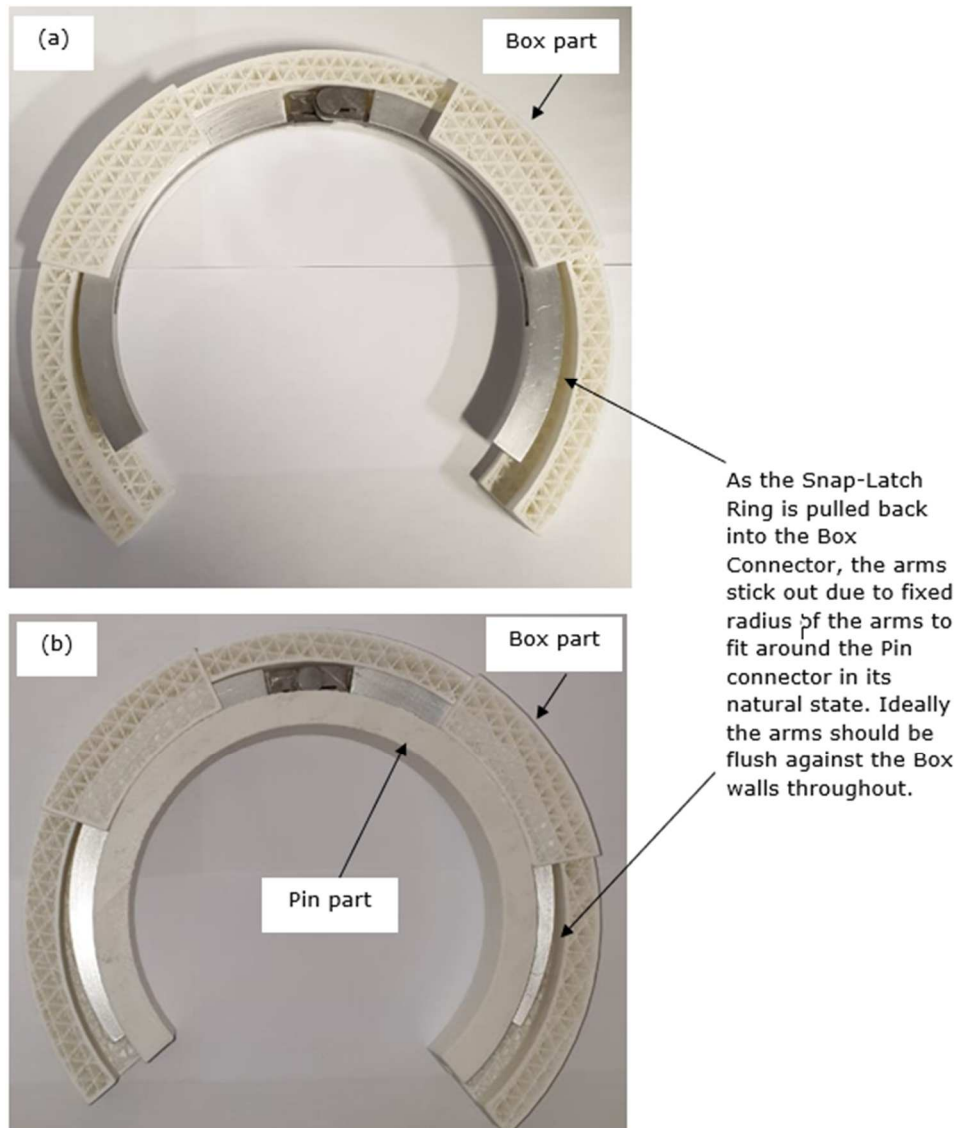 (a)
Box part
As the Snap-Latch
Ring is pulled back
into the Box
Connector, the arms
stick out due to fixed
radius of the arms to
fit around the Pin
connector in its
natural state. Ideally
the arms should be
flush against the Box
walls throughout.
(b)
Box part
Pin part